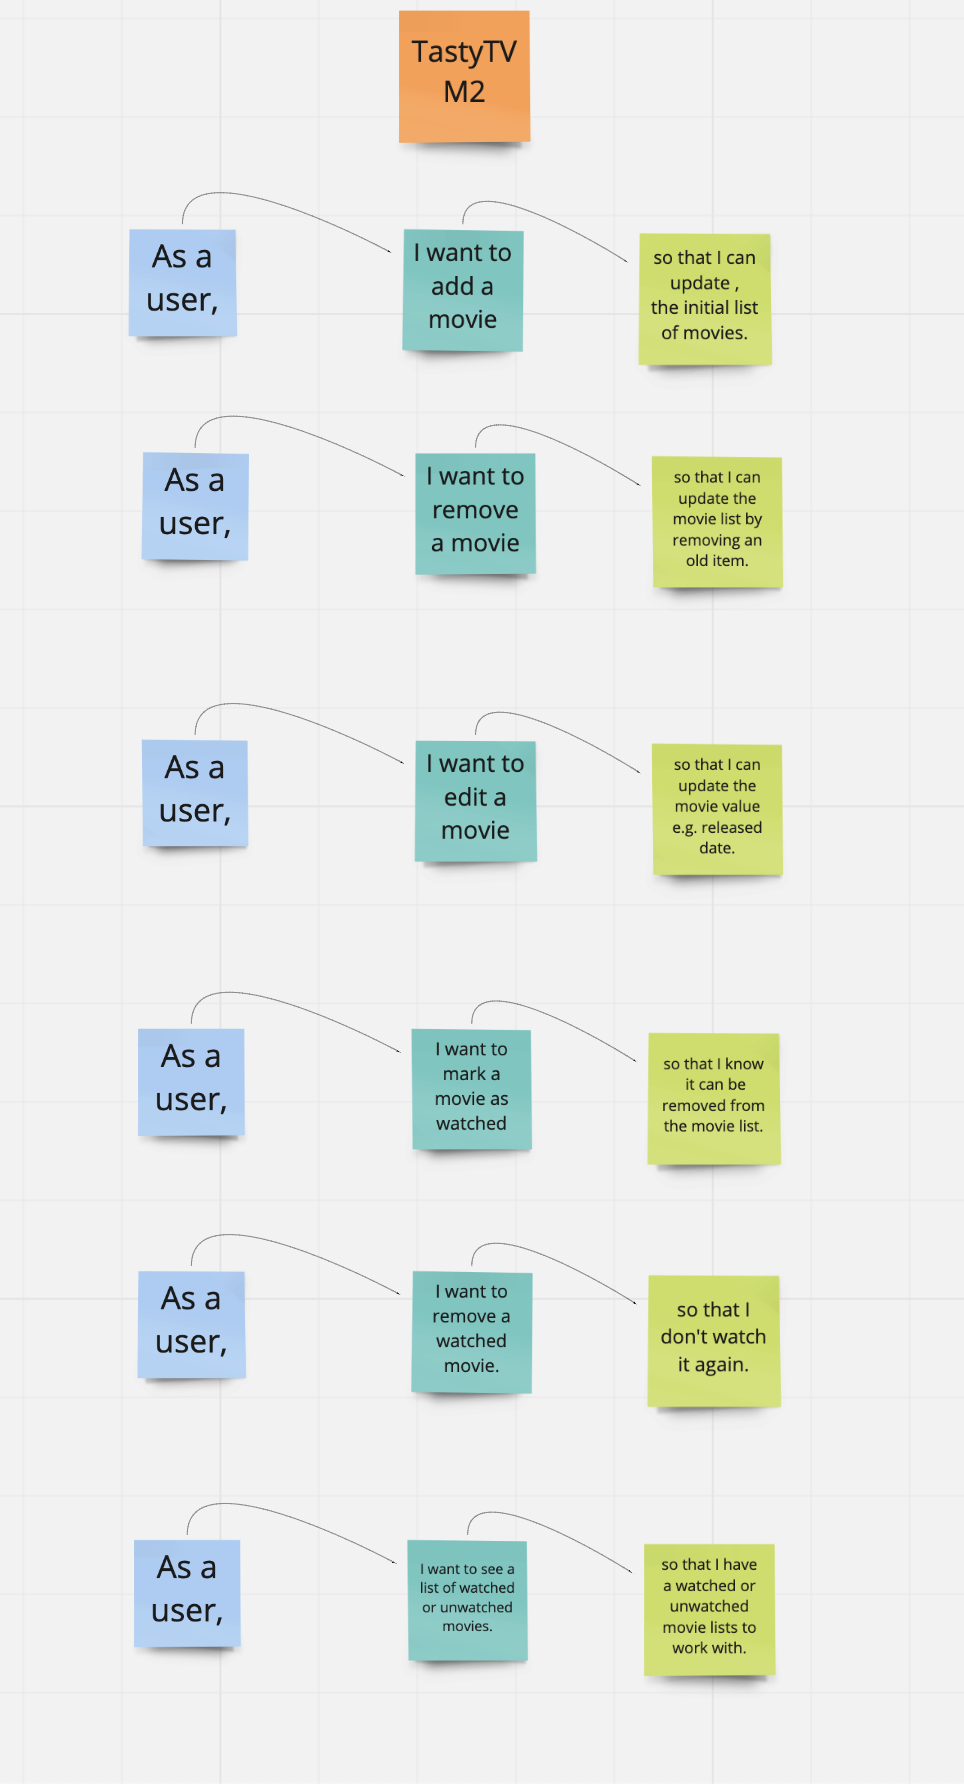 TastyTV
M2
As a
user,
I want to
add a
movie
so that I can
update ,
the initial list
of movies.
As a
user,
I want to
remove
a movie
so that I can
update the
movie list by
removing an
old item.
As a
user,
I want to
edit a
movie
so that I can
update the
movie value
e.g. released
date.
As a
user,
I want to
mark a
movie as
watched
so that I know
it can be
removed from
the movie list.
As a
user,
I want to
remove a
watched
movie.
so that I
don't watch
it again.
As a
user,
I want to see a
list of watched
or unwatched
movies.
so that I have
a watched or
unwatched
movie lists to
work with.